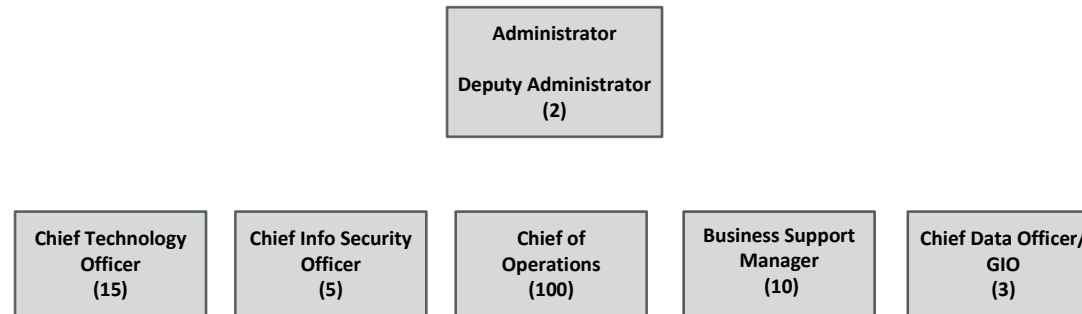 Administrator
Deputy Administrator
(2)
Chief Technology
Officer
(15)
Chief Info Security
Officer
(5)
Chief of
Operations
(100)
Business Support
Manager
(10)
Chief Data Officer/
GIO
(3)